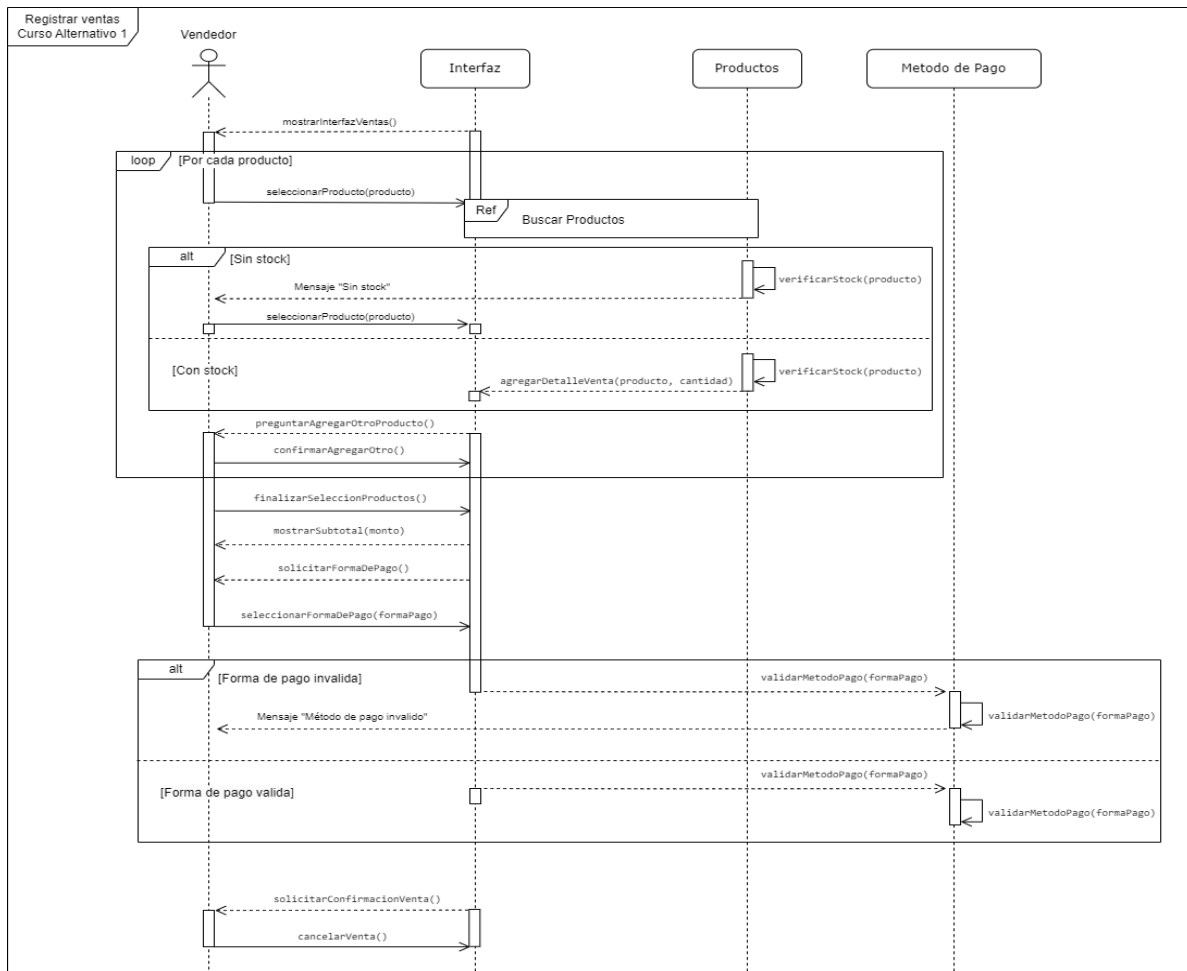 Registrar ventas
Curso Alternativo 1
Vendedor
Interfaz
Productos
Metodo de Pago
mostrarInterfazVentas()
loop
[Por cada producto]
seleccionarProducto(producto)
Ref
Buscar Productos
alt
[Sin stock]
verificarStock(producto)
Mensaje "Sin stock"
seleccionarProducto(producto)
[Con stock]
verificarStock(producto)
agregarDetalleVenta(producto, cantidad)
preguntarAgregarOtroProducto()
confirmarAgregarOtro()
finalizarSeleccionProductos()
mostrarSubtotal(monto)
solicitarFormaDePago()
seleccionarFormaDePago(formaPago)
alt
[Forma de pago invalida]
validarMetodoPago(formaPago)
Mensaje "Método de pago invalido"
validarMetodoPago(formaPago)
validarMetodoPago(formaPago)
[Forma de pago valida]
validarMetodoPago(formaPago)
solicitarConfirmacionVenta()
cancelarVenta()